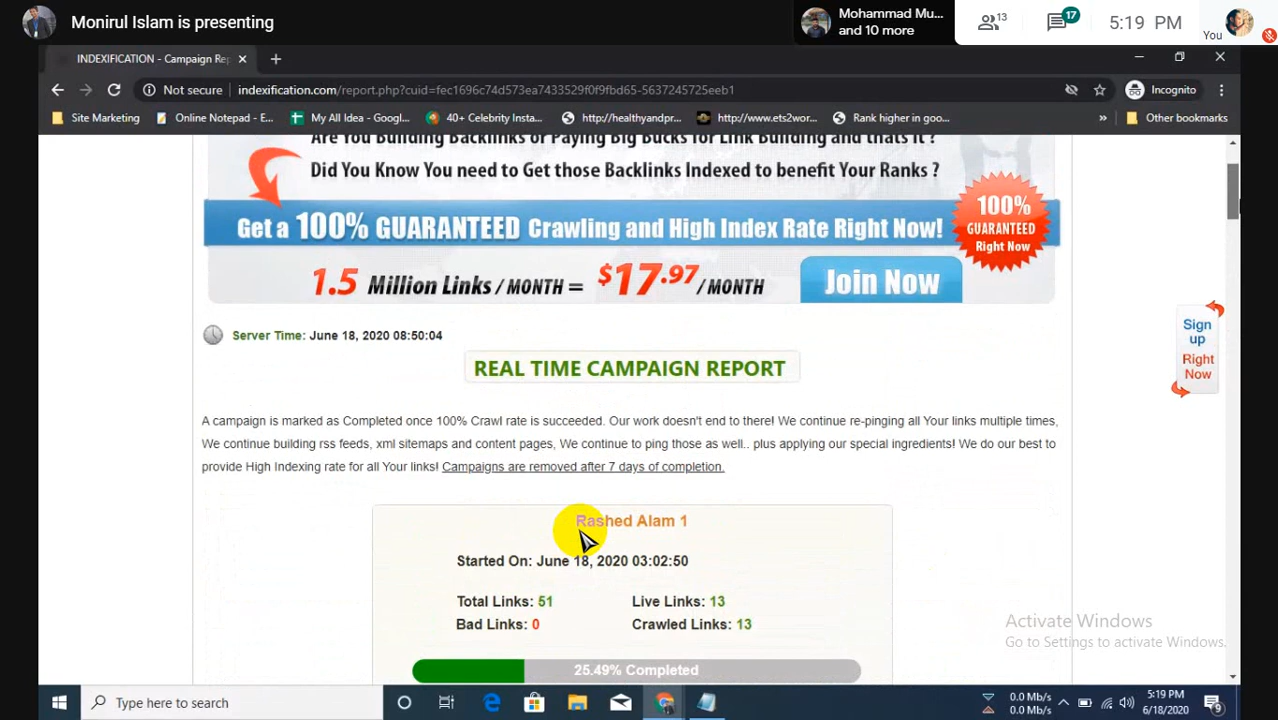 Monirul Islam is presenting
Mohammad Mu...
and 10 more
13
17
5:19 PM
You
INDEXIFICATION - Campaign Rep
Not secure
indexification.com/report.php?cuid=fec1696c74d573ea7433529f0f9fbd65-5637245725eeb1
Incognito
Site Marketing
Online Notepad - E...
My All Idea - Googl...
40+ Celebrity Insta...
http://healthyandpr...
http://www.ets2wor...
Rank higher in goo...
»
Other bookmarks
Are You Building Backlinks or Paying Big Bucks for Link Building and thats it ?
Did You Know You need to Get those Backlinks Indexed to benefit Your Ranks ?
Get a 100% GUARANTEED Crawling and High Index Rate Right Now!
100%
GUARANTEED
Right Now
1.5 Million Links / MONTH = $17.97 / MONTH
Join Now
Sign
up
Right
Now
Server Time: June 18, 2020 08:50:04
REAL TIME CAMPAIGN REPORT
A campaign is marked as Completed once 100% Crawl rate is succeeded. Our work doesn't end to there! We continue re-pinging all Your links multiple times,
We continue building rss feeds, xml sitemaps and content pages, We continue to ping those as well.. plus applying our special ingredients! We do our best to
provide High Indexing rate for all Your links! Campaigns are removed after 7 days of completion.
Rashed Alam 1
Started On: June 18, 2020 03:02:50
Total Links: 51
Live Links: 13
Bad Links: 0
Crawled Links: 13
25.49% Completed
Activate Windows
Go to Settings to activate Windows.
Type here to search
0.0 Mb/s
0.0 Mb/s
5:19 PM
6/18/2020
9